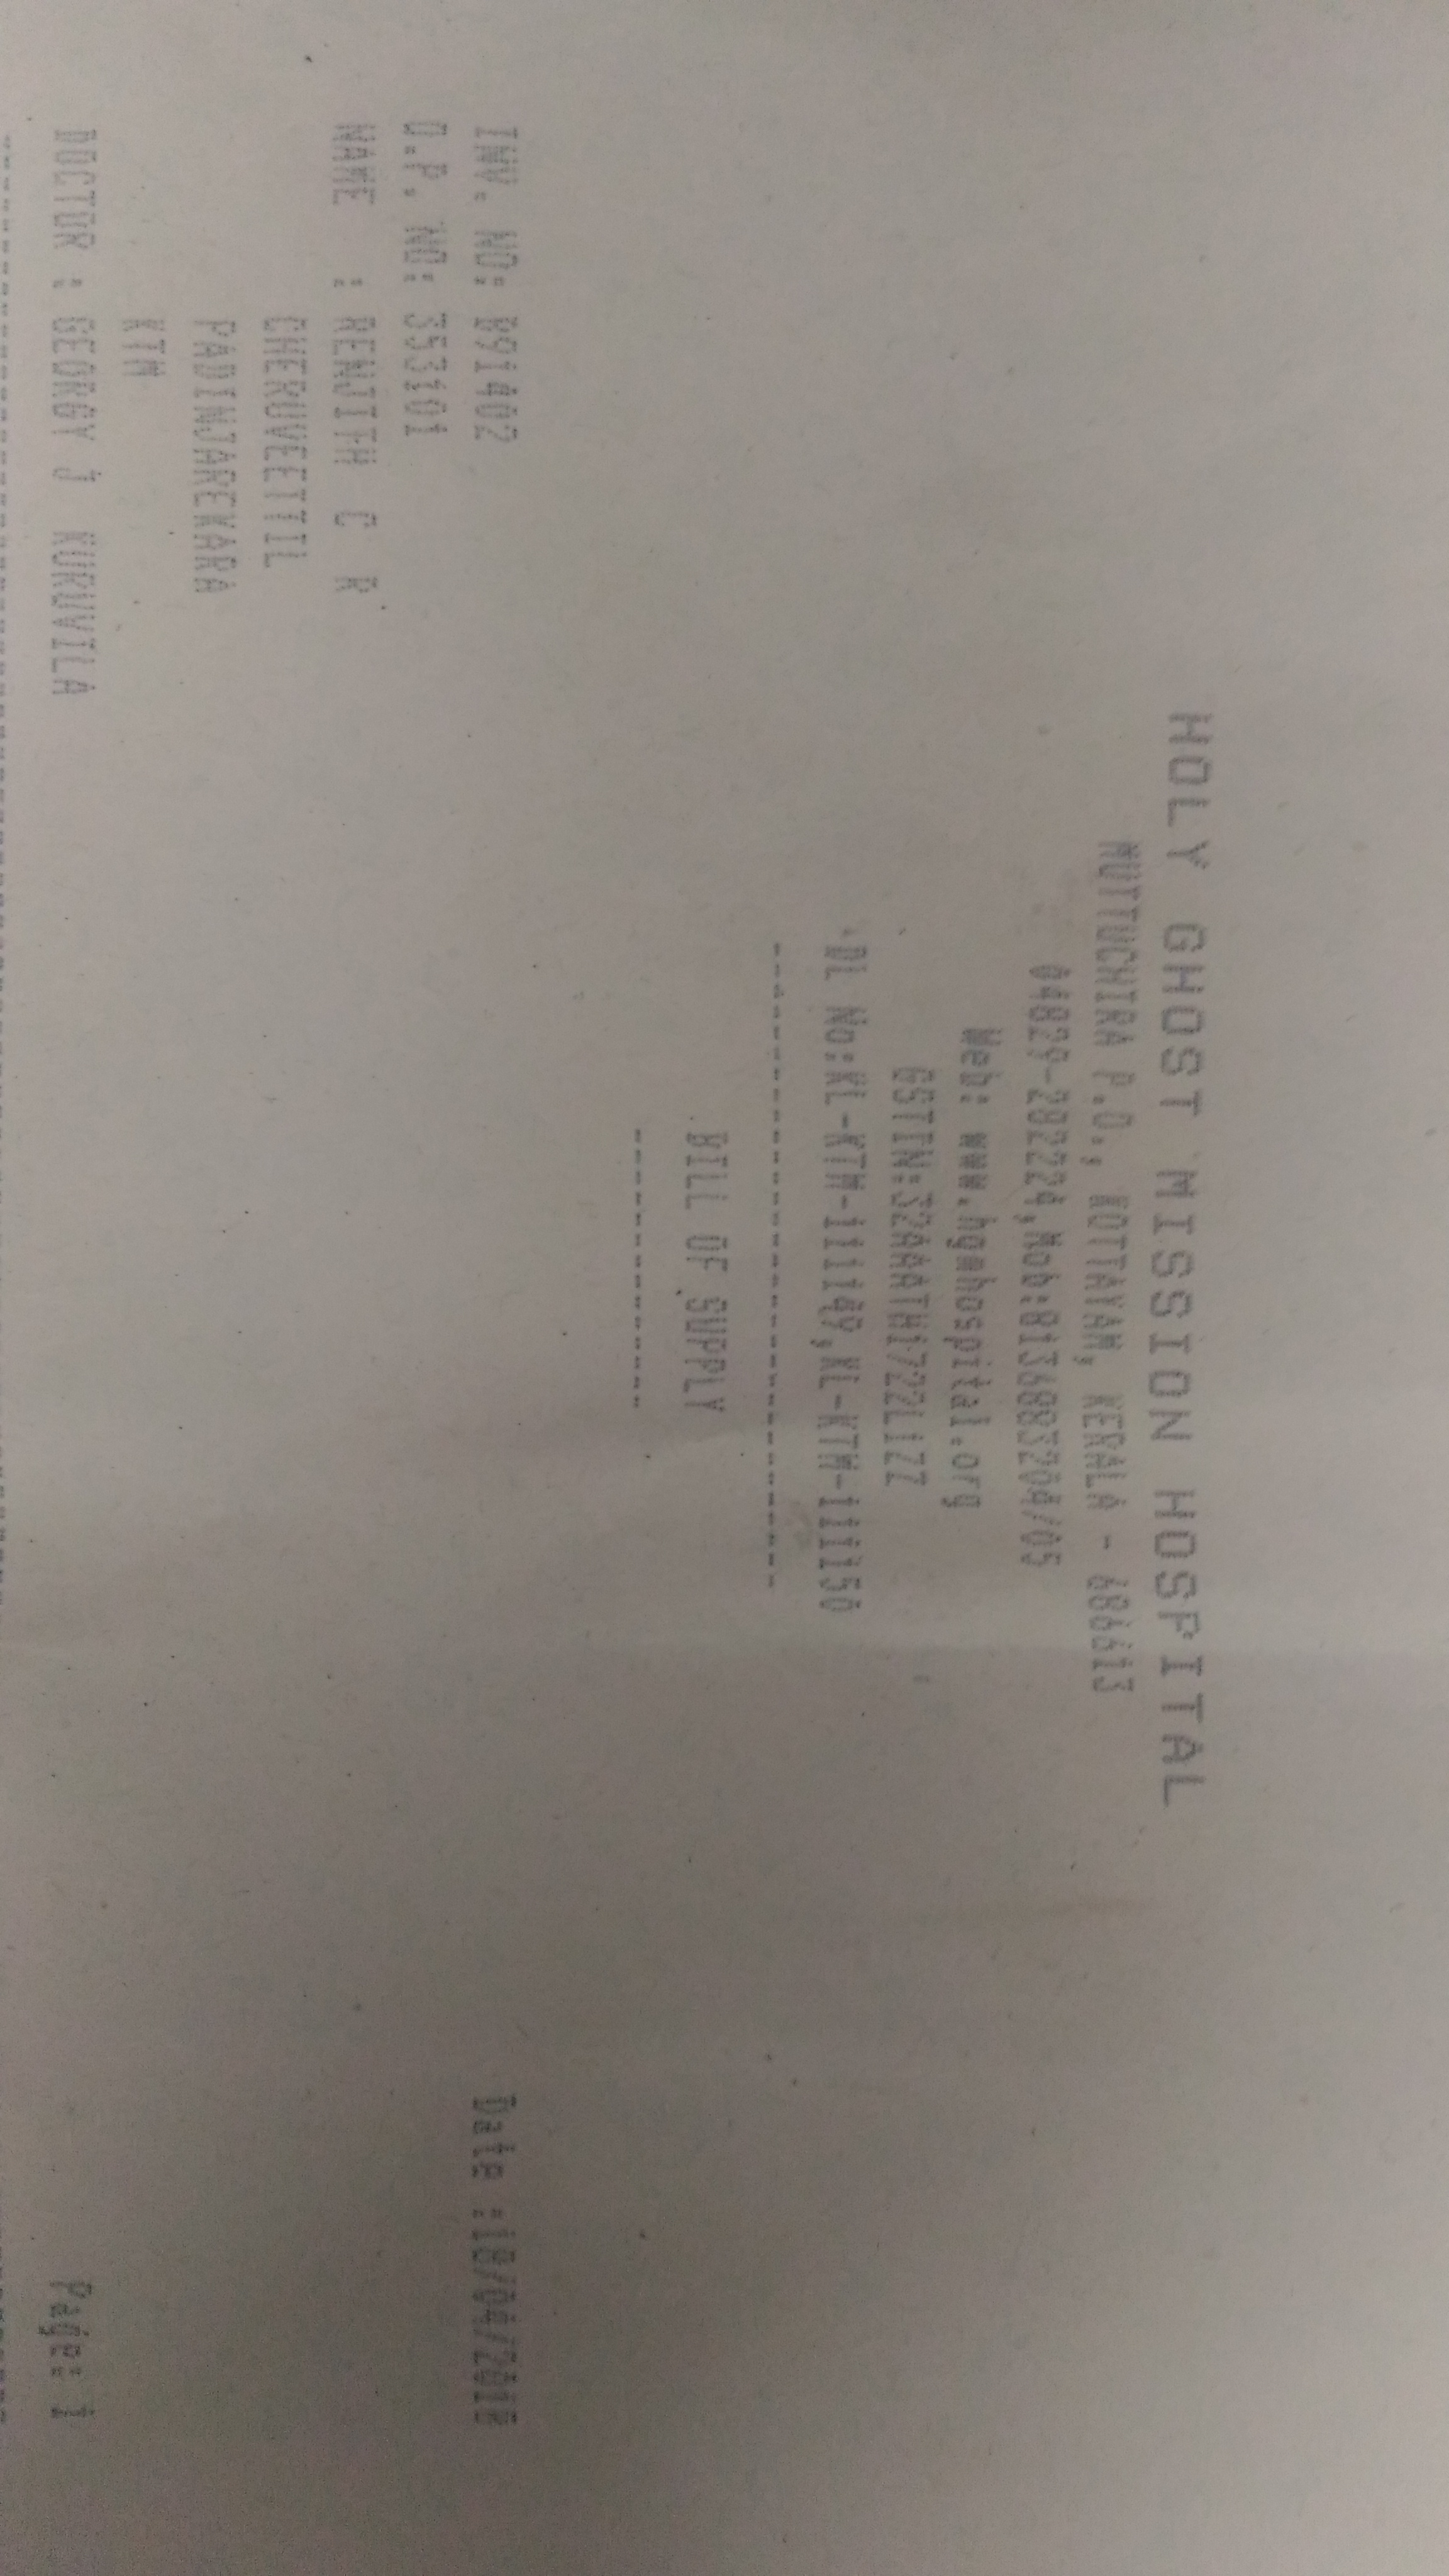 HOLY GHOST MISSION HOSPITAL
MUTTUCHIRA P.O., KOTTAYAM, KERALA - 686613
04829-282224,Mob:8136883204/05
Web: www.hgmhospital.org
GSTIN:32AAATH1722L1ZZ
DL No:KL-KTM-111149,KL-KTM-111150
BILL OF SUPPLY
INV. NO: Date :18/04/2018
O.P. NO: 353101
NAME : RENJITH C R
CHERUVEETTIL
PADINJAREKARA
KTM
DOCTOR : GEORGY J KURUVILA Page: 1